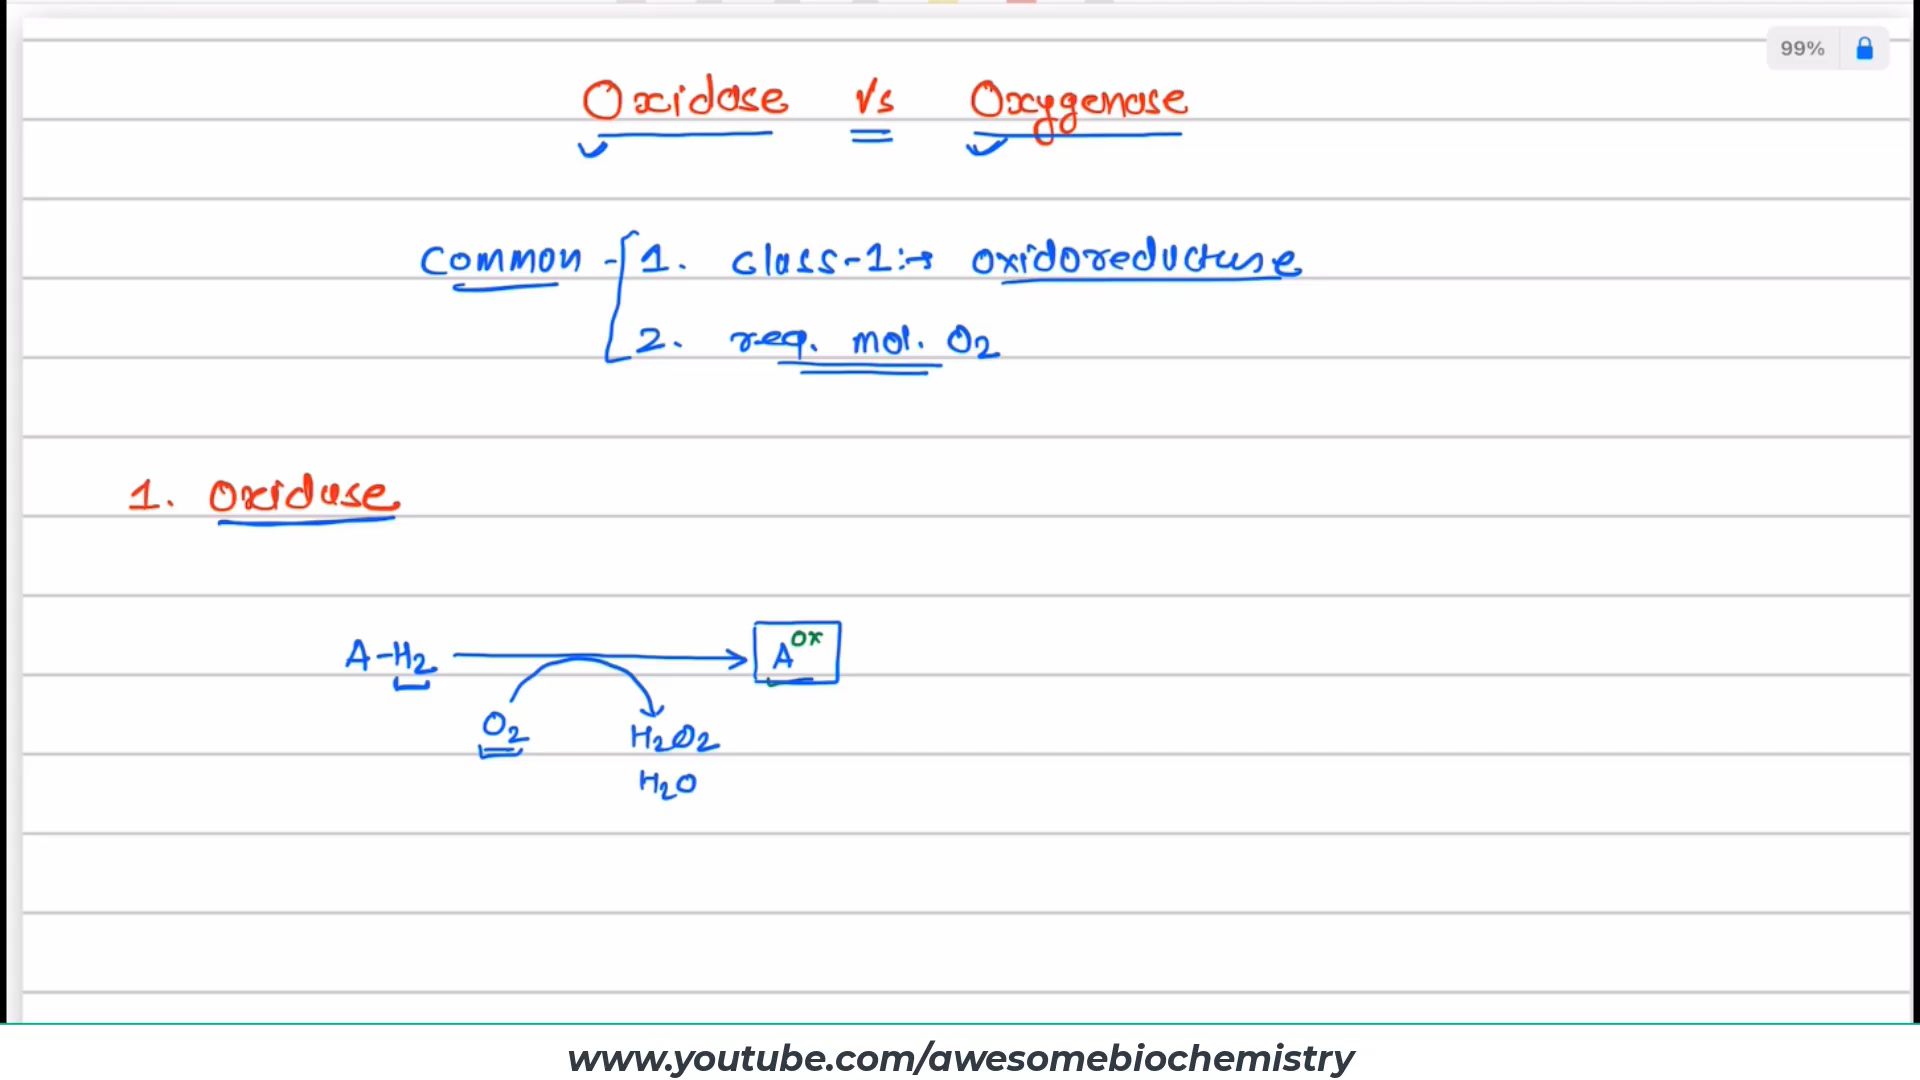 99%
Oxidase Vs Oxygenase
Common 1. class-1:→ oxidoreductase
2. req. mol. O2
1. Oxidase
A-H2 → A^ox
O2 H2O2
H2O
www.youtube.com/awesomebiochemistry